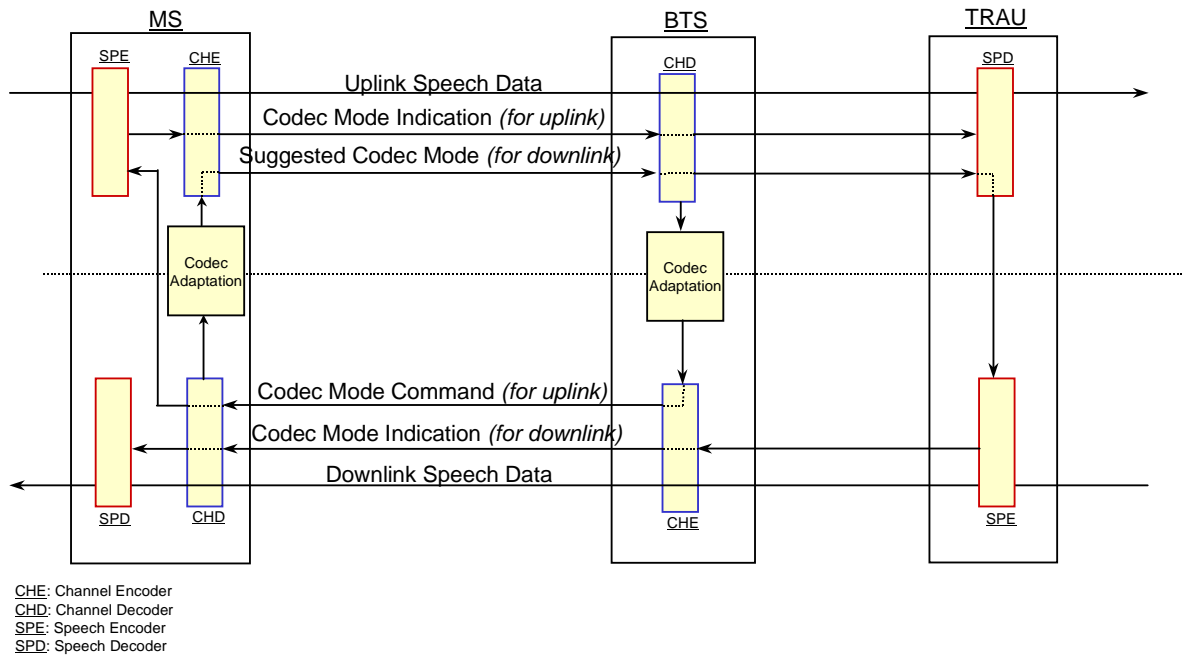 MS
BTS
TRAU
SPE
CHE
CHD
SPD
Uplink Speech Data
Codec Mode Indication (for uplink)
Suggested Codec Mode (for downlink)
Codec
Adaptation
Codec
Adaptation
Codec Mode Command (for uplink)
Codec Mode Indication (for downlink)
Downlink Speech Data
SPD
CHD
CHE
SPE
CHE: Channel Encoder
CHD: Channel Decoder
SPE: Speech Encoder
SPD: Speech Decoder